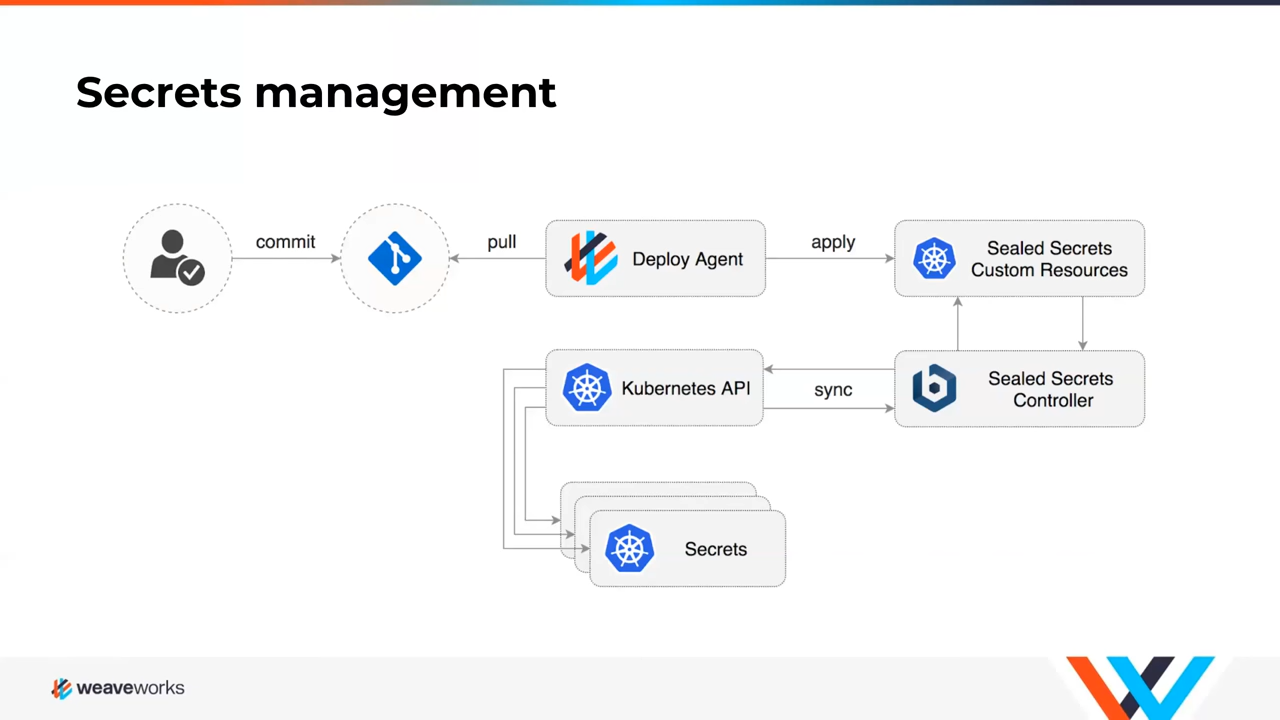 Secrets management
commit
pull
Deploy Agent
apply
Sealed Secrets
Custom Resources
Kubernetes API
sync
Sealed Secrets
Controller
Secrets
weaveworks